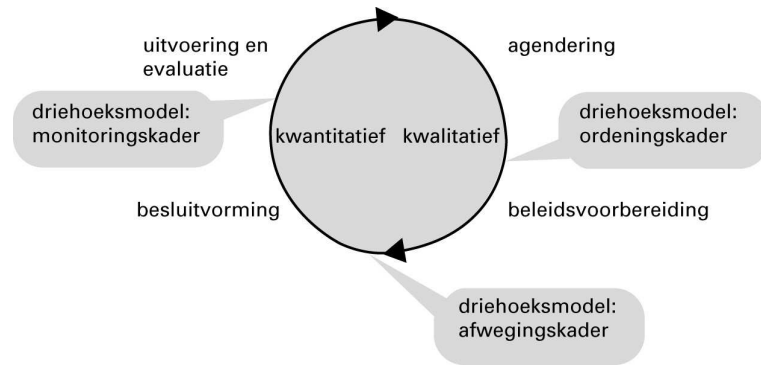 uitvoering en
evaluatie
agendering
driehoeksmodel:
monitoringskader
driehoeksmodel:
ordeningskader
kwantitatief kwalitatief
besluitvorming
beleidsvoorbereiding
driehoeksmodel:
afwegingskader